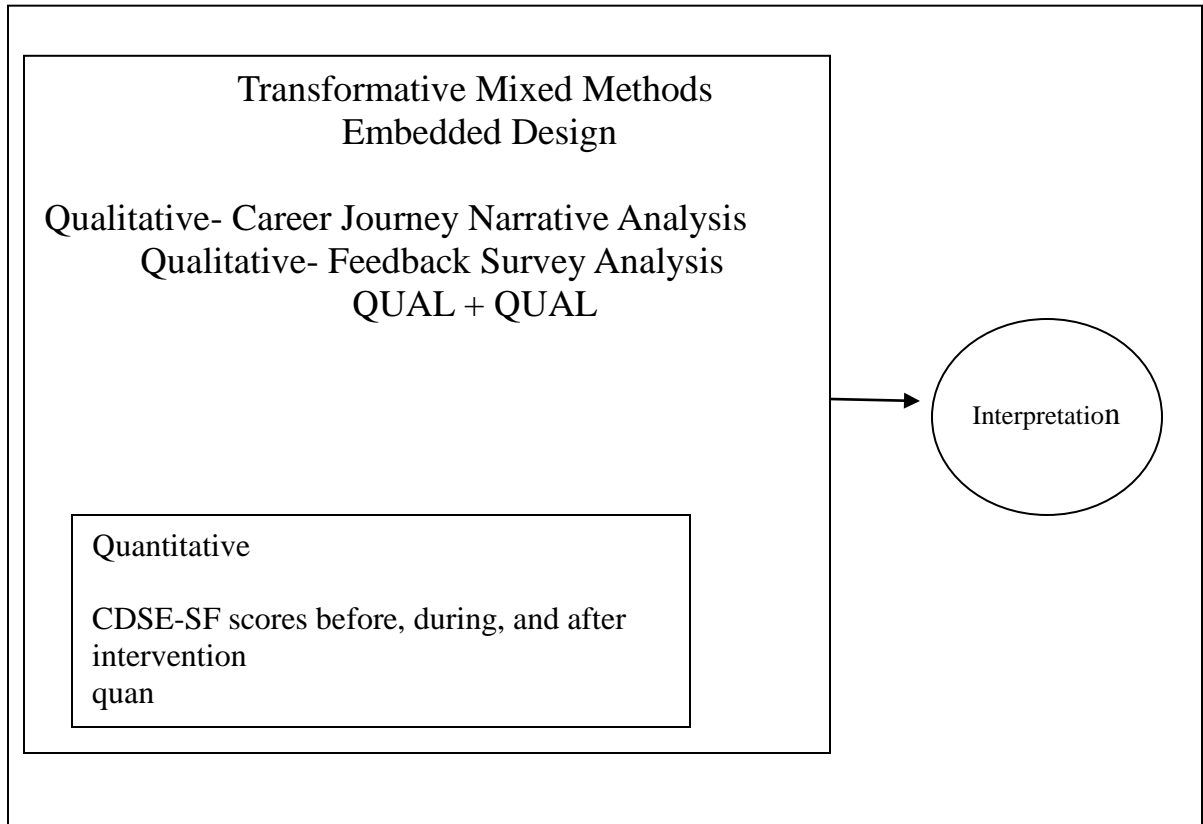 Transformative Mixed Methods
Embedded Design
Qualitative- Career Journey Narrative Analysis
Qualitative- Feedback Survey Analysis
QUAL + QUAL
Interpretation
Quantitative
CDSE-SF scores before, during, and after
intervention
quan